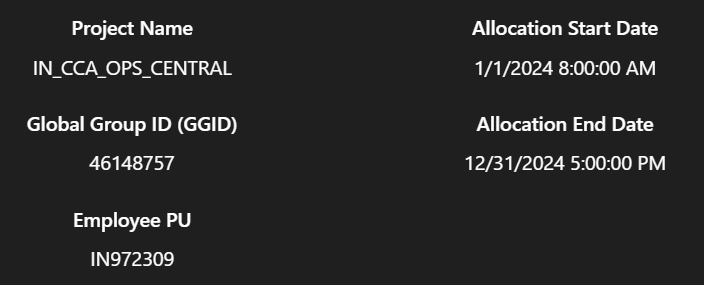 Project Name
IN_CCA_OPS_CENTRAL
Global Group ID (GGID)
46148757
Employee PU
IN972309
Allocation Start Date
1/1/2024 8:00:00 AM
Allocation End Date
12/31/2024 5:00:00 PM